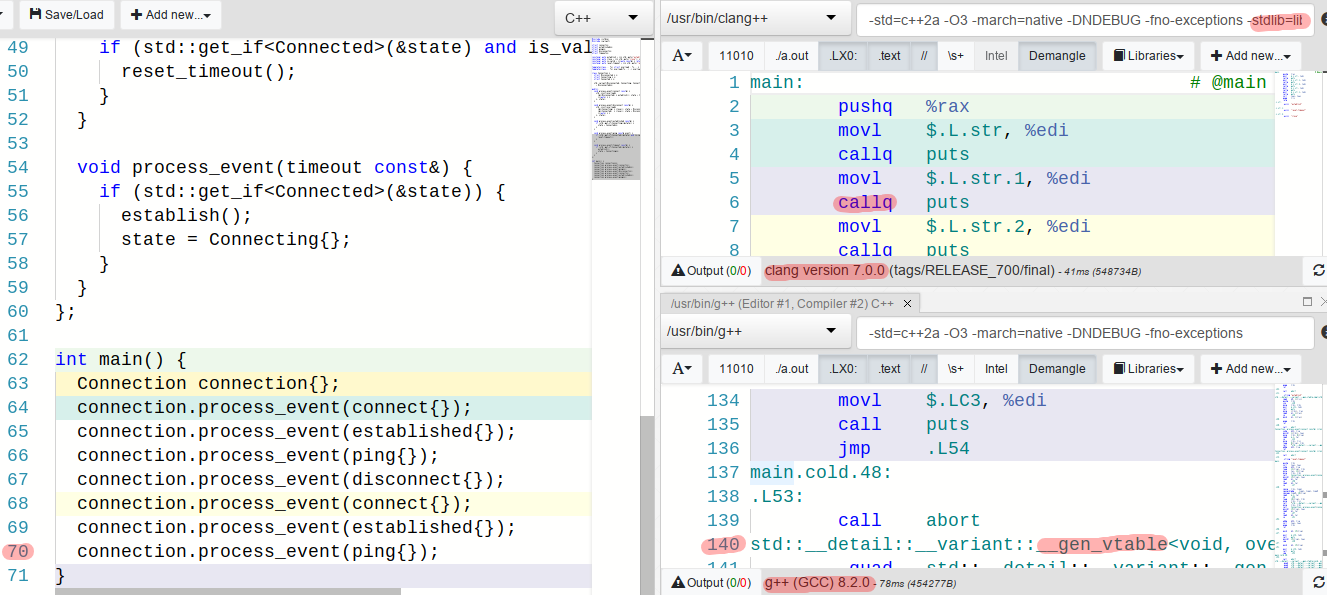 Save/Load
Add new...
C++
49 if (std::get_if<Connected>(&state) and is_val
50 reset_timeout();
51 }
52 }
53
54 void process_event(timeout const&) {
55 if (std::get_if<Connected>(&state)) {
56 establish();
57 state = Connecting{};
58 }
59 }
60 };
61
62 int main() {
63 Connection connection{};
64 connection.process_event(connect{});
65 connection.process_event(established{});
66 connection.process_event(ping{});
67 connection.process_event(disconnect{});
68 connection.process_event(connect{});
69 connection.process_event(established{});
70 connection.process_event(ping{});
71 }
/usr/bin/clang++
-std=c++2a -O3 -march=native -DNDEBUG -fno-exceptions -stdlib=lib
A 11010 ./a.out .LX0: .text // \s+ Intel Demangle Libraries Add new...
1 main: # @main
2 pushq %rax
3 movl $.L.str, %edi
4 callq puts
5 movl $.L.str.1, %edi
6 callq puts
7 movl $.L.str.2, %edi
8 callq puts
Output (0/0) clang version 7.0.0 (tags/RELEASE_700/final) - 41ms (548734B)
/usr/bin/g++ (Editor #1, Compiler #2) C++
/usr/bin/g++
-std=c++2a -O3 -march=native -DNDEBUG -fno-exceptions
A 11010 ./a.out .LX0: .text // \s+ Intel Demangle Libraries Add new...
134 movl $.LC3, %edi
135 call puts
136 jmp .L54
137 main.cold.48:
138 .L53:
139 call abort
140 std::__detail::__variant::__gen_vtable<void, ove
141 .quad std::__detail::__variant::__gen
Output (0/0) g++ (GCC) 8.2.0 - 78ms (454277B)